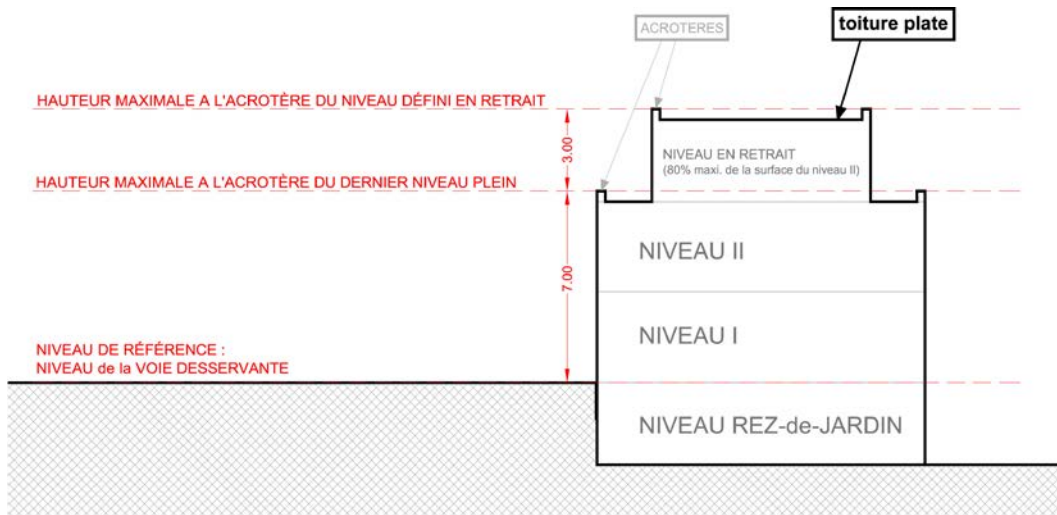 ACROTERES
toiture plate
HAUTEUR MAXIMALE A L'ACROTÈRE DU NIVEAU DÉFINI EN RETRAIT
3.00
NIVEAU EN RETRAIT
(80% maxi. de la surface du niveau II)
HAUTEUR MAXIMALE A L'ACROTÈRE DU DERNIER NIVEAU PLEIN
NIVEAU II
7.00
NIVEAU I
NIVEAU DE RÉFÉRENCE :
NIVEAU de la VOIE DESSERVANTE
NIVEAU REZ-de-JARDIN